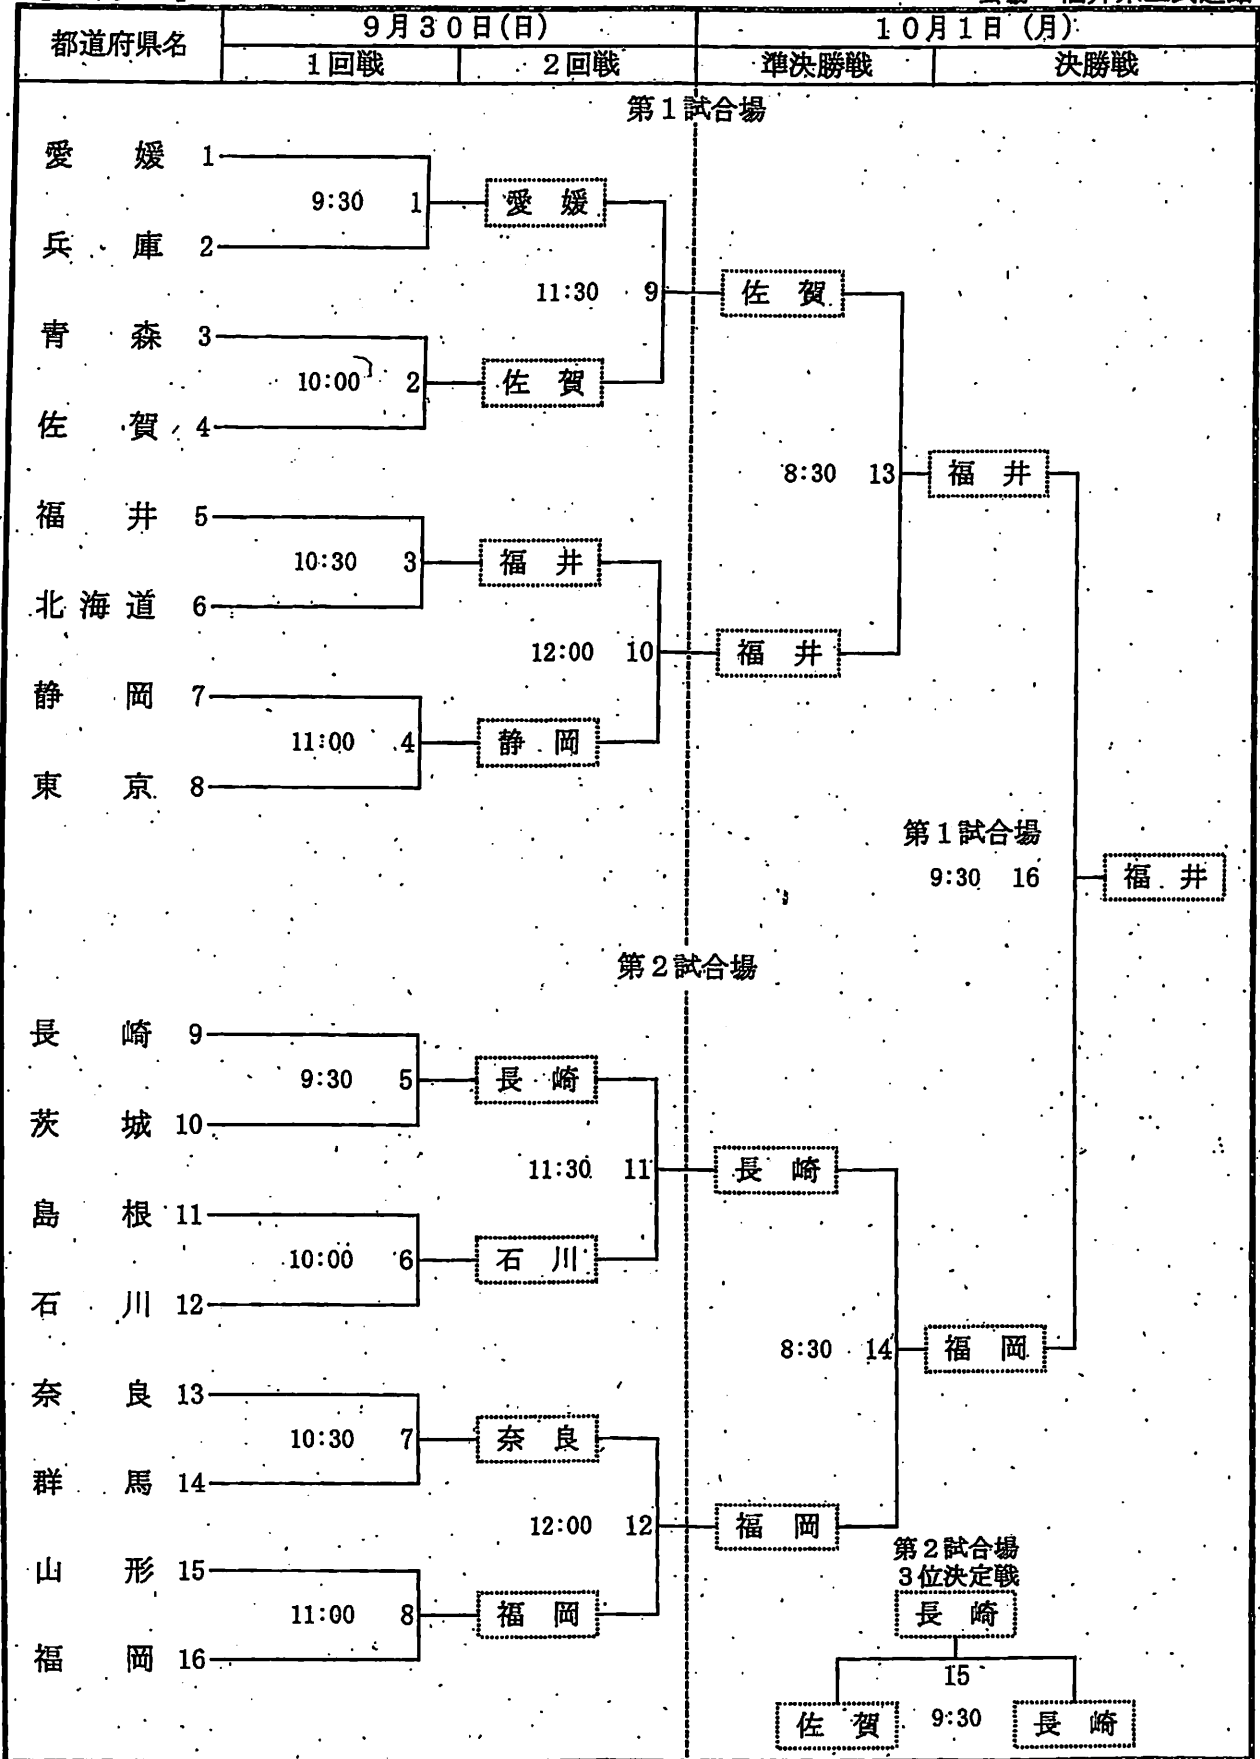 都道府県名 9月30日(日) 10月1日(月)
1回戦 2回戦 準決勝戦 決勝戦
第1試合場
愛媛 1
9:30 1 愛媛
兵庫 2
11:30 9 佐賀
青森 3
10:00 2 佐賀
佐賀 4
8:30 13 福井
福井 5
10:30 3 福井
北海道 6
12:00 10 福井
静岡 7
11:00 4 静岡
東京 8
第1試合場
9:30 16 福井
第2試合場
長崎 9
9:30 5 長崎
茨城 10
11:30 11 長崎
島根 11
10:00 6 石川
石川 12
8:30 14 福岡
奈良 13
10:30 7 奈良
群馬 14
12:00 12 福岡
第2試合場
山形 15
3位決定戦
11:00 8 福岡
長崎
福岡 16
15
佐賀 9:30 長崎